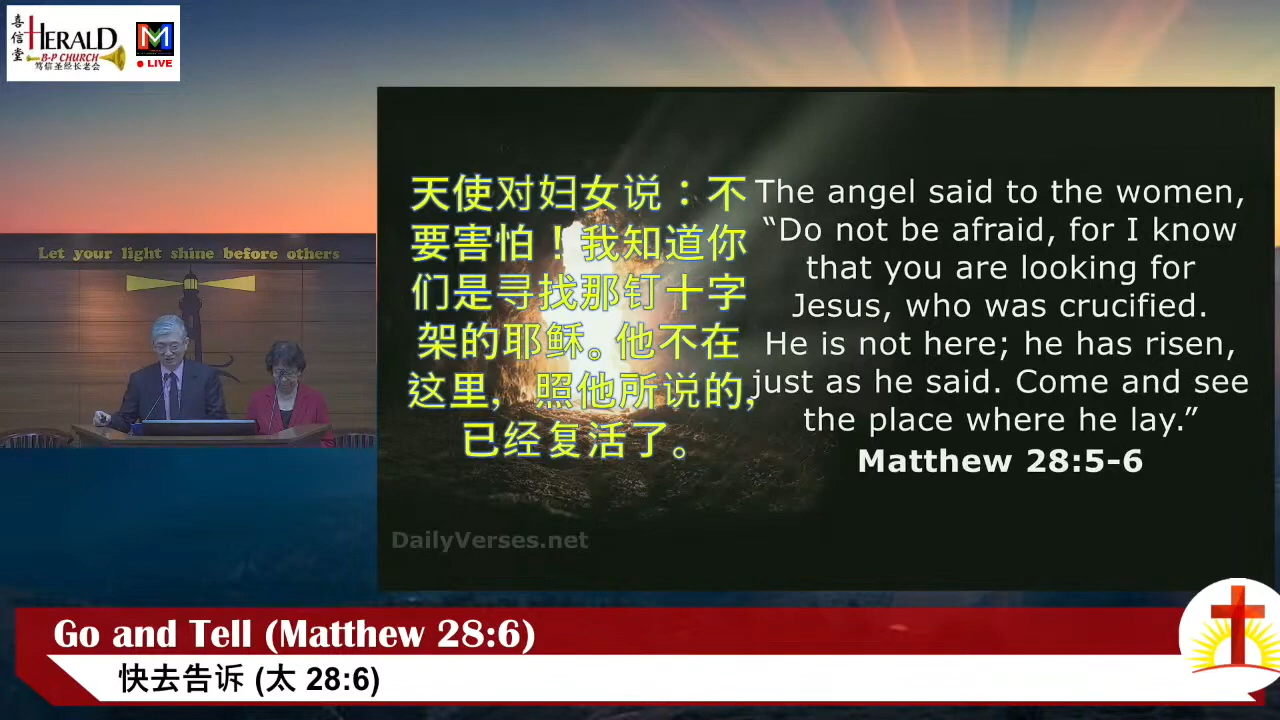 喜信堂
HERALD
B-P CHURCH
笃信圣经长老会
LIVE
Let your light shine before others
天使对妇女说：不
要害怕！我知道你
们是寻找那钉十字
架的耶稣。他不在
这里，照他所说的，
已经复活了。
The angel said to the women,
“Do not be afraid, for I know
that you are looking for
Jesus, who was crucified.
He is not here; he has risen,
just as he said. Come and see
the place where he lay.”
Matthew 28:5-6
DailyVerses.net
Go and Tell (Matthew 28:6)
快去告诉 (太 28:6)